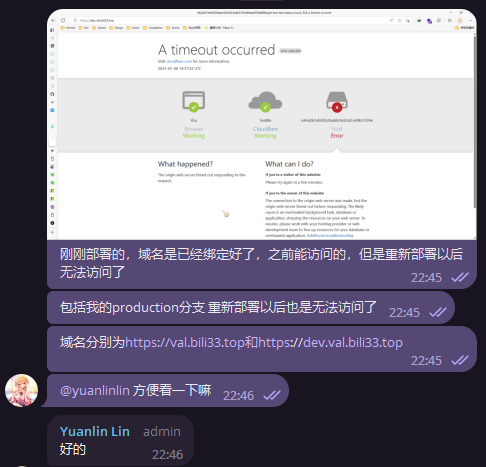 A timeout occurred
Visit cloudflare.com for more information.
You
Browser
Working
Seattle
Cloudflare
Working
Host
Error
What happened?
The origin web server timed out responding to this
request.
What can I do?
If you're a visitor of this website:
Please try again in a few minutes.
If you're the owner of this website:
The connection to the origin web server was made, but the
origin web server timed out before responding. The likely
cause is an overloaded background task, database or
application, stressing the resources on your web server. To
resolve, please work with your hosting provider or web
development team to free up resources for your database or
overloaded application. Additional troubleshooting
刚刚部署的，域名是已经绑定好了，之前能访问的，但是重新部署以后
无法访问了
22:45
包括我的production分支 重新部署以后也是无法访问了
22:45
域名分别为https://val.bili33.top和https://dev.val.bili33.top
22:45
@yuanlinlin 方便看一下嘛
22:46
Yuanlin Lin admin
好的
22:46